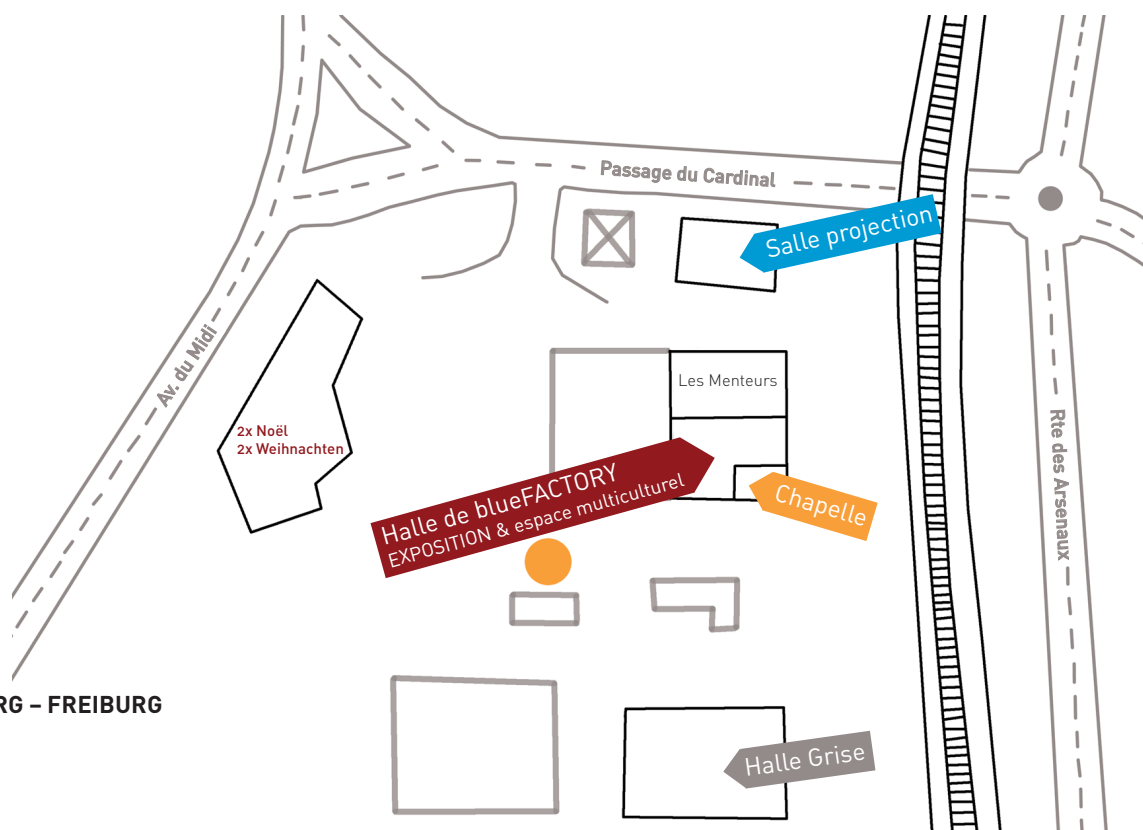 Passage du Cardinal
Salle projection
Av. du Midi
Les Menteurs
2x Noël
2x Weihnachten
Halle de blueFACTORY
EXPOSITION & espace multiculturel
Chapelle
Rte des Arsenaux
RG – FREIBURG
Halle Grise